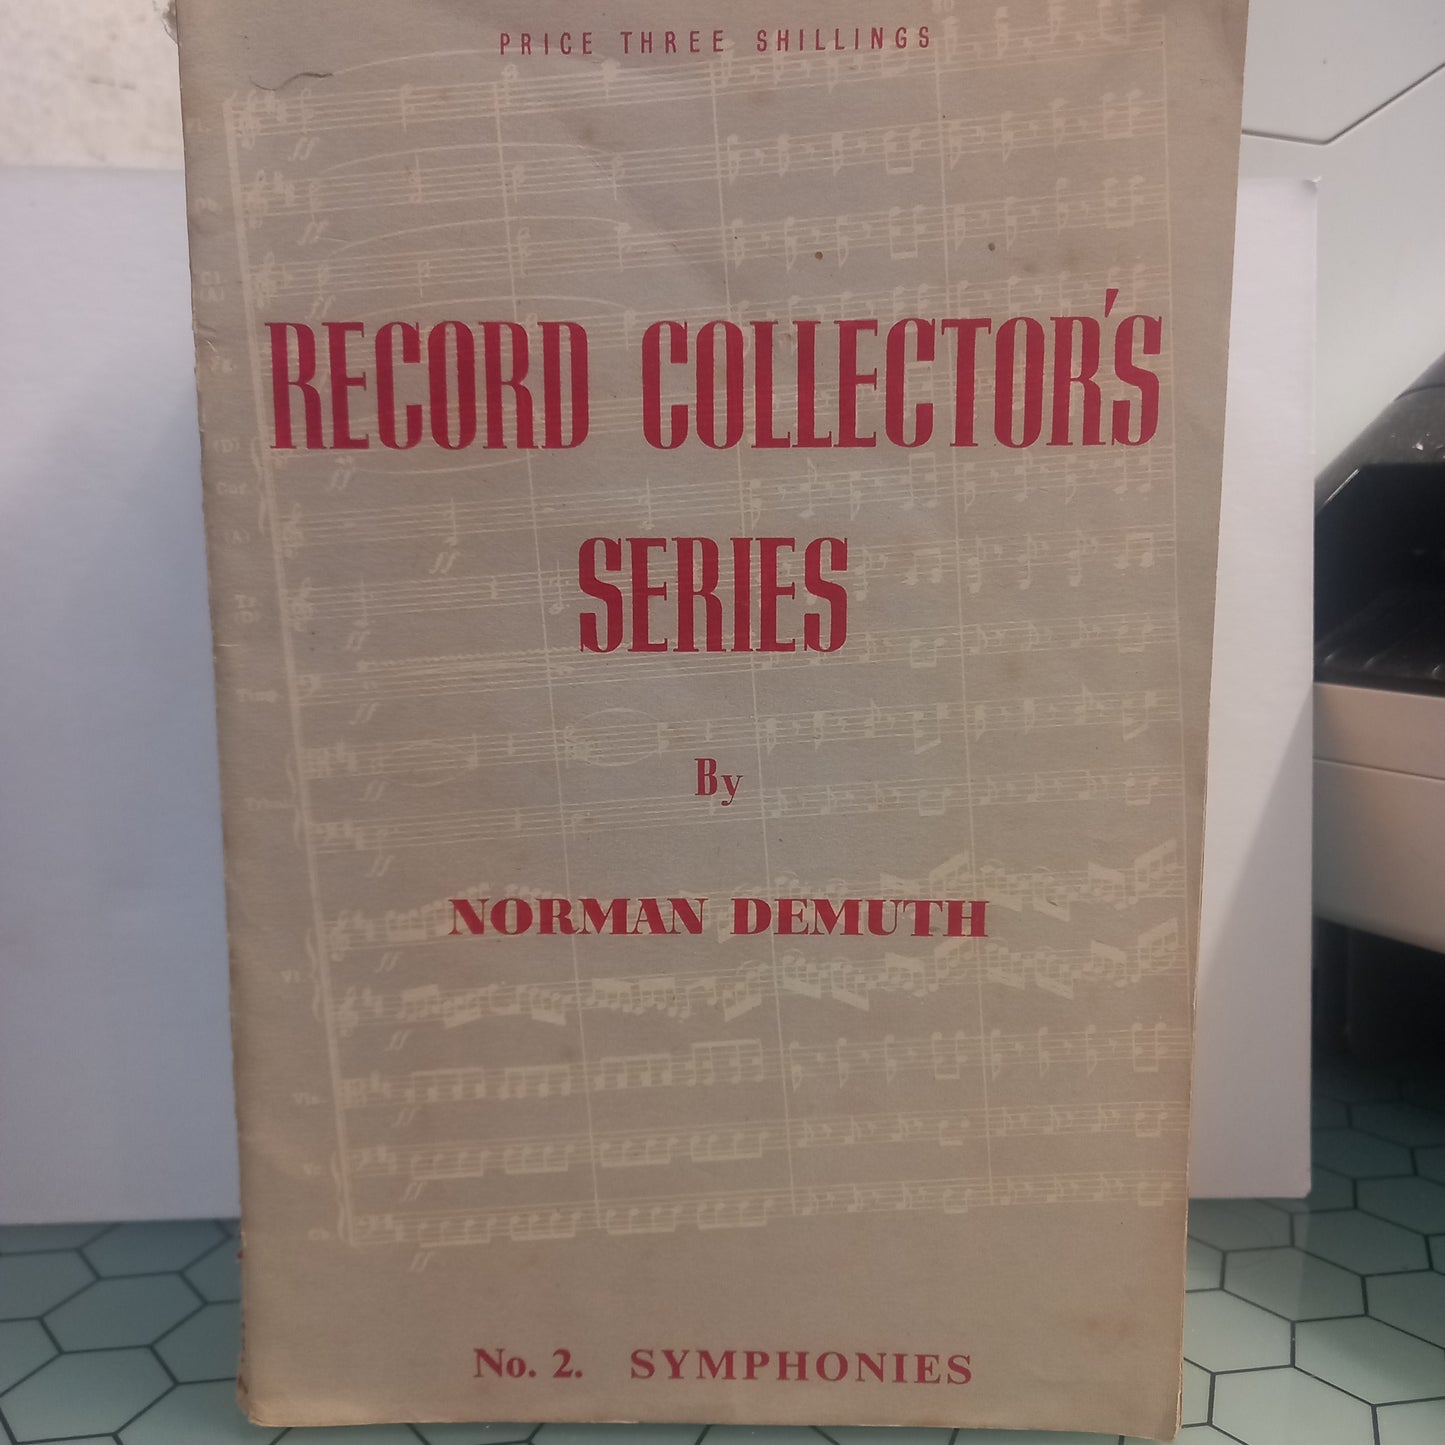 PRICE THREE SHILLINGS
RECORD COLLECTOR'S
SERIES
By
NORMAN DEMUTH
No. 2. SYMPHONIES